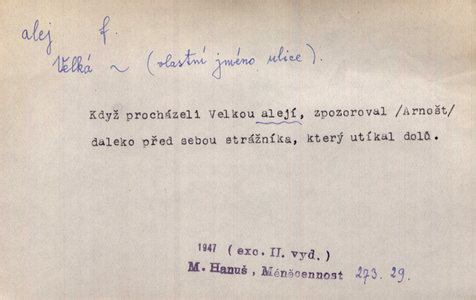 alej f.
Velká ~ (vlastní jméno ulice).
Když procházeli Velkou alejí, zpozoroval /Arnošt/
daleko před sebou strážníka, který utíkal dolů.
1947 (exc. II. vyd.)
M. Hanuš, Méněcennost 273. 29.